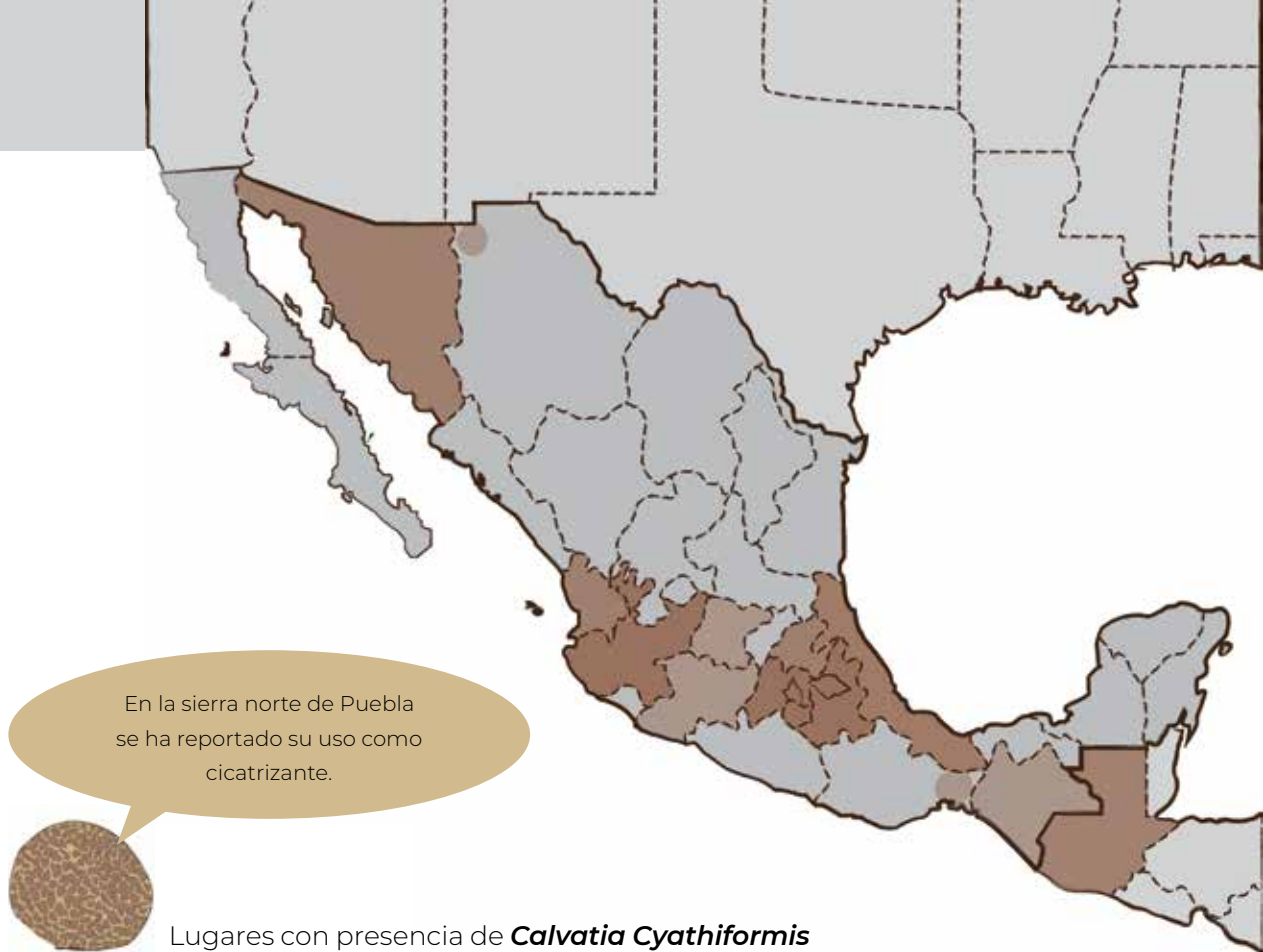 En la sierra norte de Puebla
se ha reportado su uso como
cicatrizante.
Lugares con presencia de Calvatia Cyathiformis